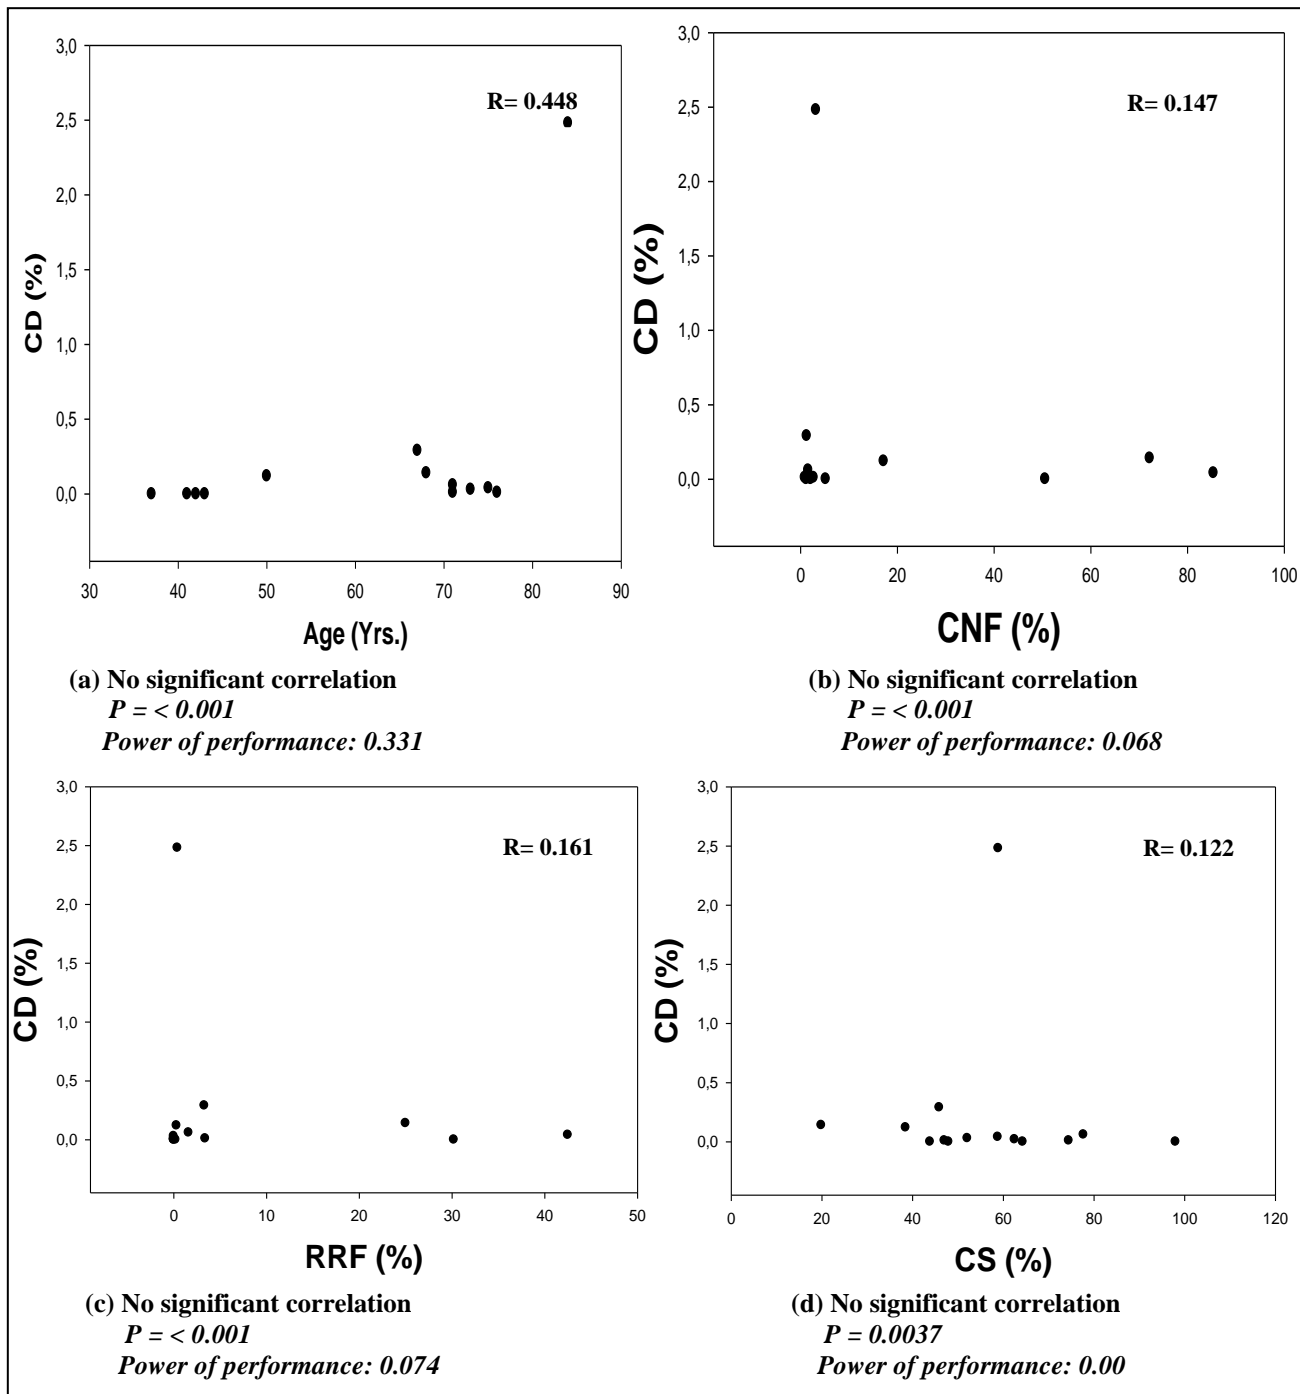 3,0
2,5
2,0
1,5
1,0
0,5
0,0
CD (%)
R= 0.448
30 40 50 60 70 80 90
Age (Yrs.)
(a) No significant correlation
P = < 0.001
Power of performance: 0.331
3,0
2,5
2,0
1,5
1,0
0,5
0,0
CD (%)
R= 0.147
0 20 40 60 80 100
CNF (%)
(b) No significant correlation
P = < 0.001
Power of performance: 0.068
3,0
2,5
2,0
1,5
1,0
0,5
0,0
CD (%)
R= 0.161
0 10 20 30 40 50
RRF (%)
(c) No significant correlation
P = < 0.001
Power of performance: 0.074
3,0
2,5
2,0
1,5
1,0
0,5
0,0
CD (%)
R= 0.122
0 20 40 60 80 100 120
CS (%)
(d) No significant correlation
P = 0.0037
Power of performance: 0.00